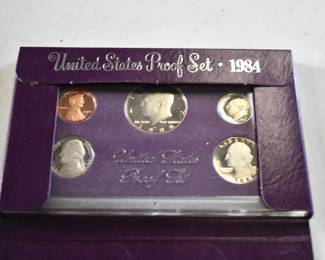 United States Proof Set · 1984
United States
Proof Set